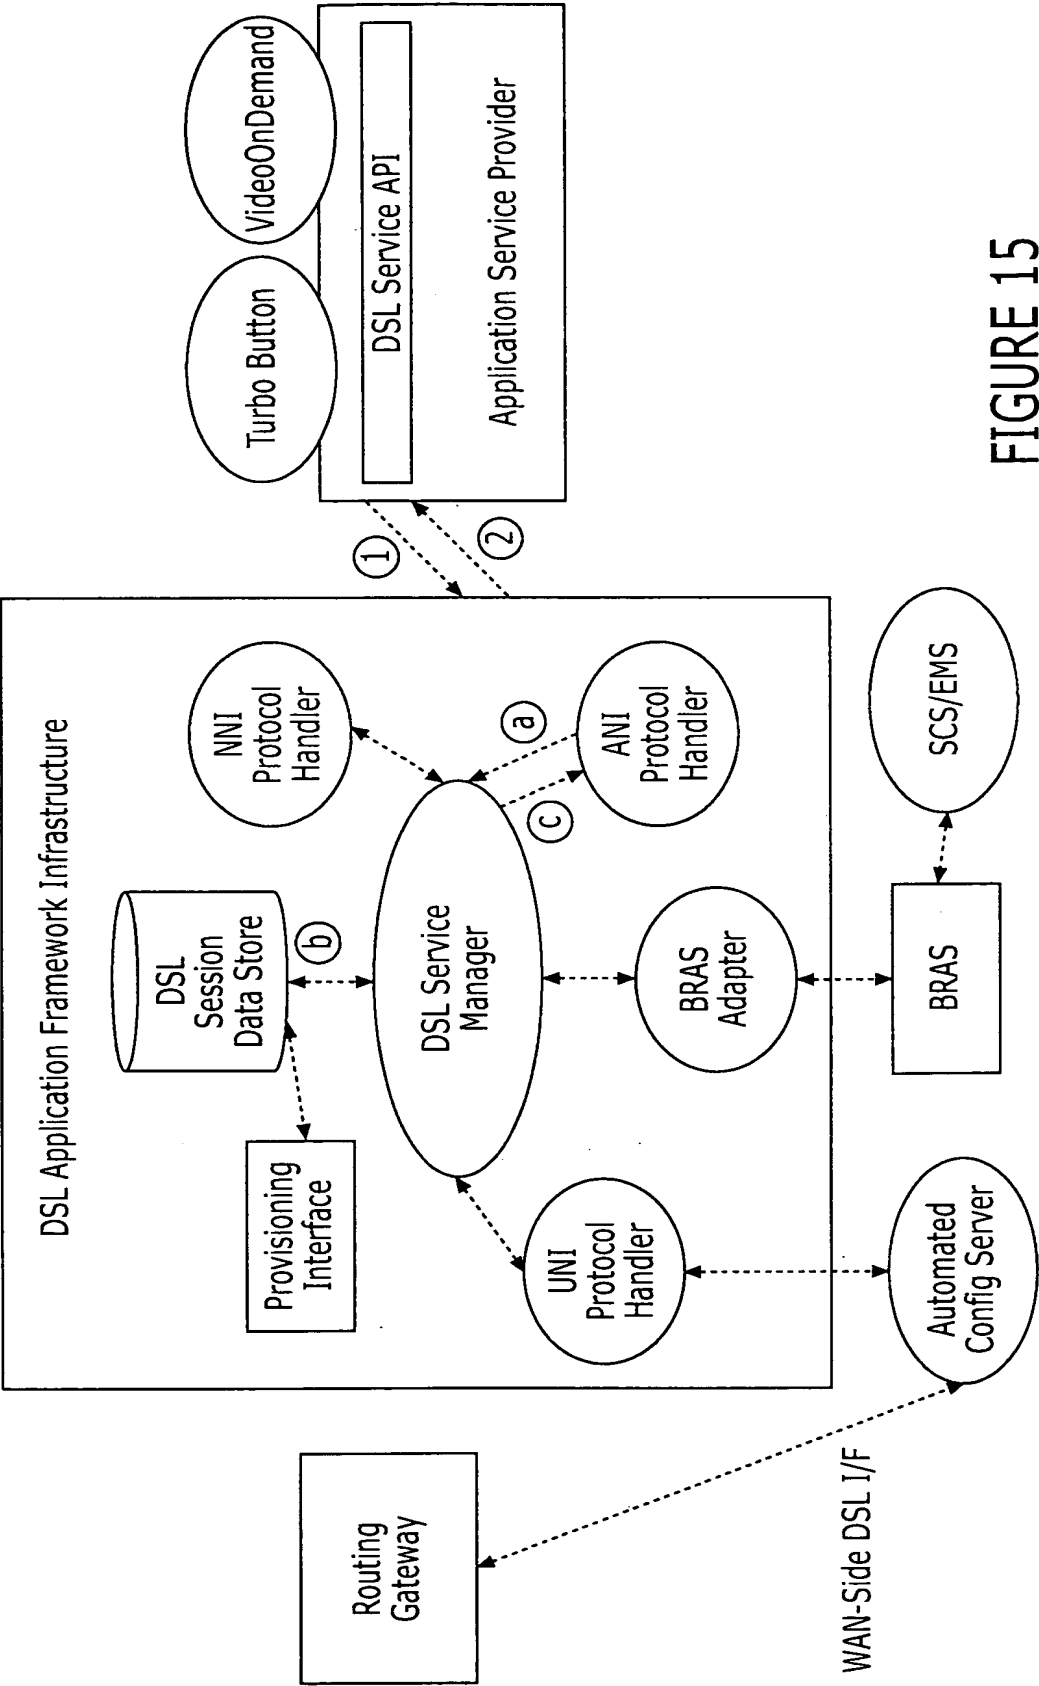 DSL Application Framework Infrastructure
Routing
Gateway
Provisioning
Interface
DSL
Session
Data Store
b
NNI
Protocol
Handler
DSL Service
Manager
UNI
Protocol
Handler
BRAS
Adapter
a
c
ANI
Protocol
Handler
1
2
Turbo Button
VideoOnDemand
DSL Service API
Application Service Provider
WAN-Side DSL I/F
Automated
Config Server
BRAS
SCS/EMS
FIGURE 15